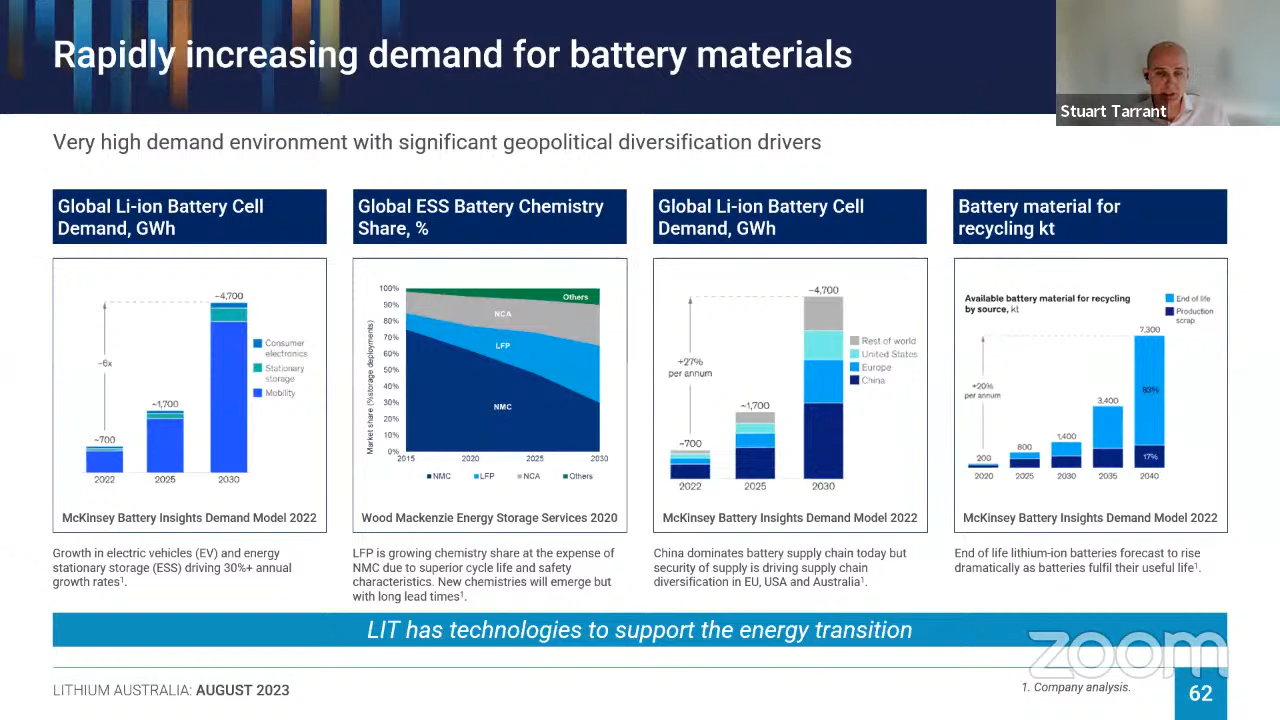 Rapidly increasing demand for battery materials
Stuart Tarrant
Very high demand environment with significant geopolitical diversification drivers
Global Li-ion Battery Cell
Demand, GWh
~4,700
~6x
~1,700
~700
2022
2025
2030
Consumer
electronics
Stationary
storage
Mobility
McKinsey Battery Insights Demand Model 2022
Growth in electric vehicles (EV) and energy
stationary storage (ESS) driving 30%+ annual
growth rates1.
Global ESS Battery Chemistry
Share, %
Market share (%storage deployments)
100%
90%
80%
70%
60%
50%
40%
30%
20%
10%
0%
Others
NCA
LFP
NMC
2015
2020
2025
2030
NMC
LFP
NCA
Others
Wood Mackenzie Energy Storage Services 2020
LFP is growing chemistry share at the expense of
NMC due to superior cycle life and safety
characteristics. New chemistries will emerge but
with long lead times1.
Global Li-ion Battery Cell
Demand, GWh
~4,700
+27%
per annum
~1,700
~700
2022
2025
2030
Rest of world
United States
Europe
China
McKinsey Battery Insights Demand Model 2022
China dominates battery supply chain today but
security of supply is driving supply chain
diversification in EU, USA and Australia1.
Battery material for
recycling kt
Available battery material for recycling
by source, kt
End of life
Production
scrap
7,300
+20%
per annum
83%
3,400
1,400
800
200
17%
2020
2025
2030
2035
2040
McKinsey Battery Insights Demand Model 2022
End of life lithium-ion batteries forecast to rise
dramatically as batteries fulfil their useful life1.
LIT has technologies to support the energy transition
zoom
LITHIUM AUSTRALIA: AUGUST 2023
1. Company analysis.
62